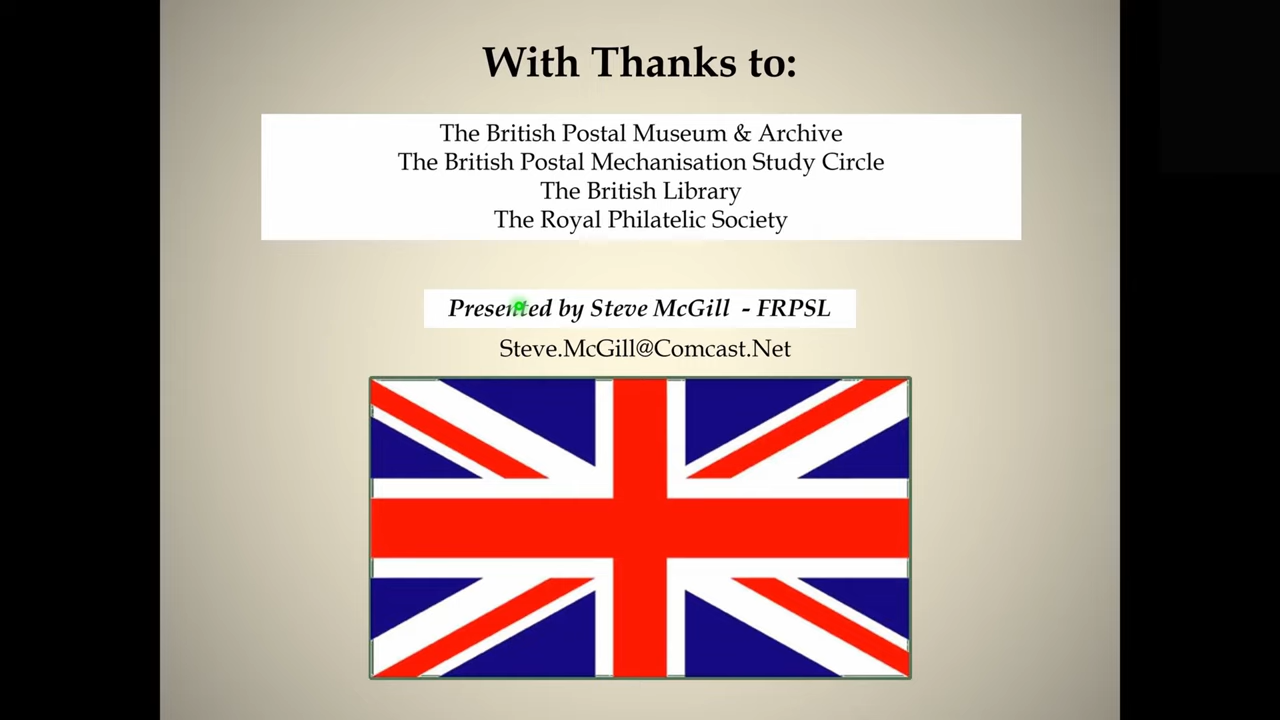 With Thanks to:
The British Postal Museum & Archive
The British Postal Mechanisation Study Circle
The British Library
The Royal Philatelic Society
Presented by Steve McGill - FRPSL
Steve.McGill@Comcast.Net